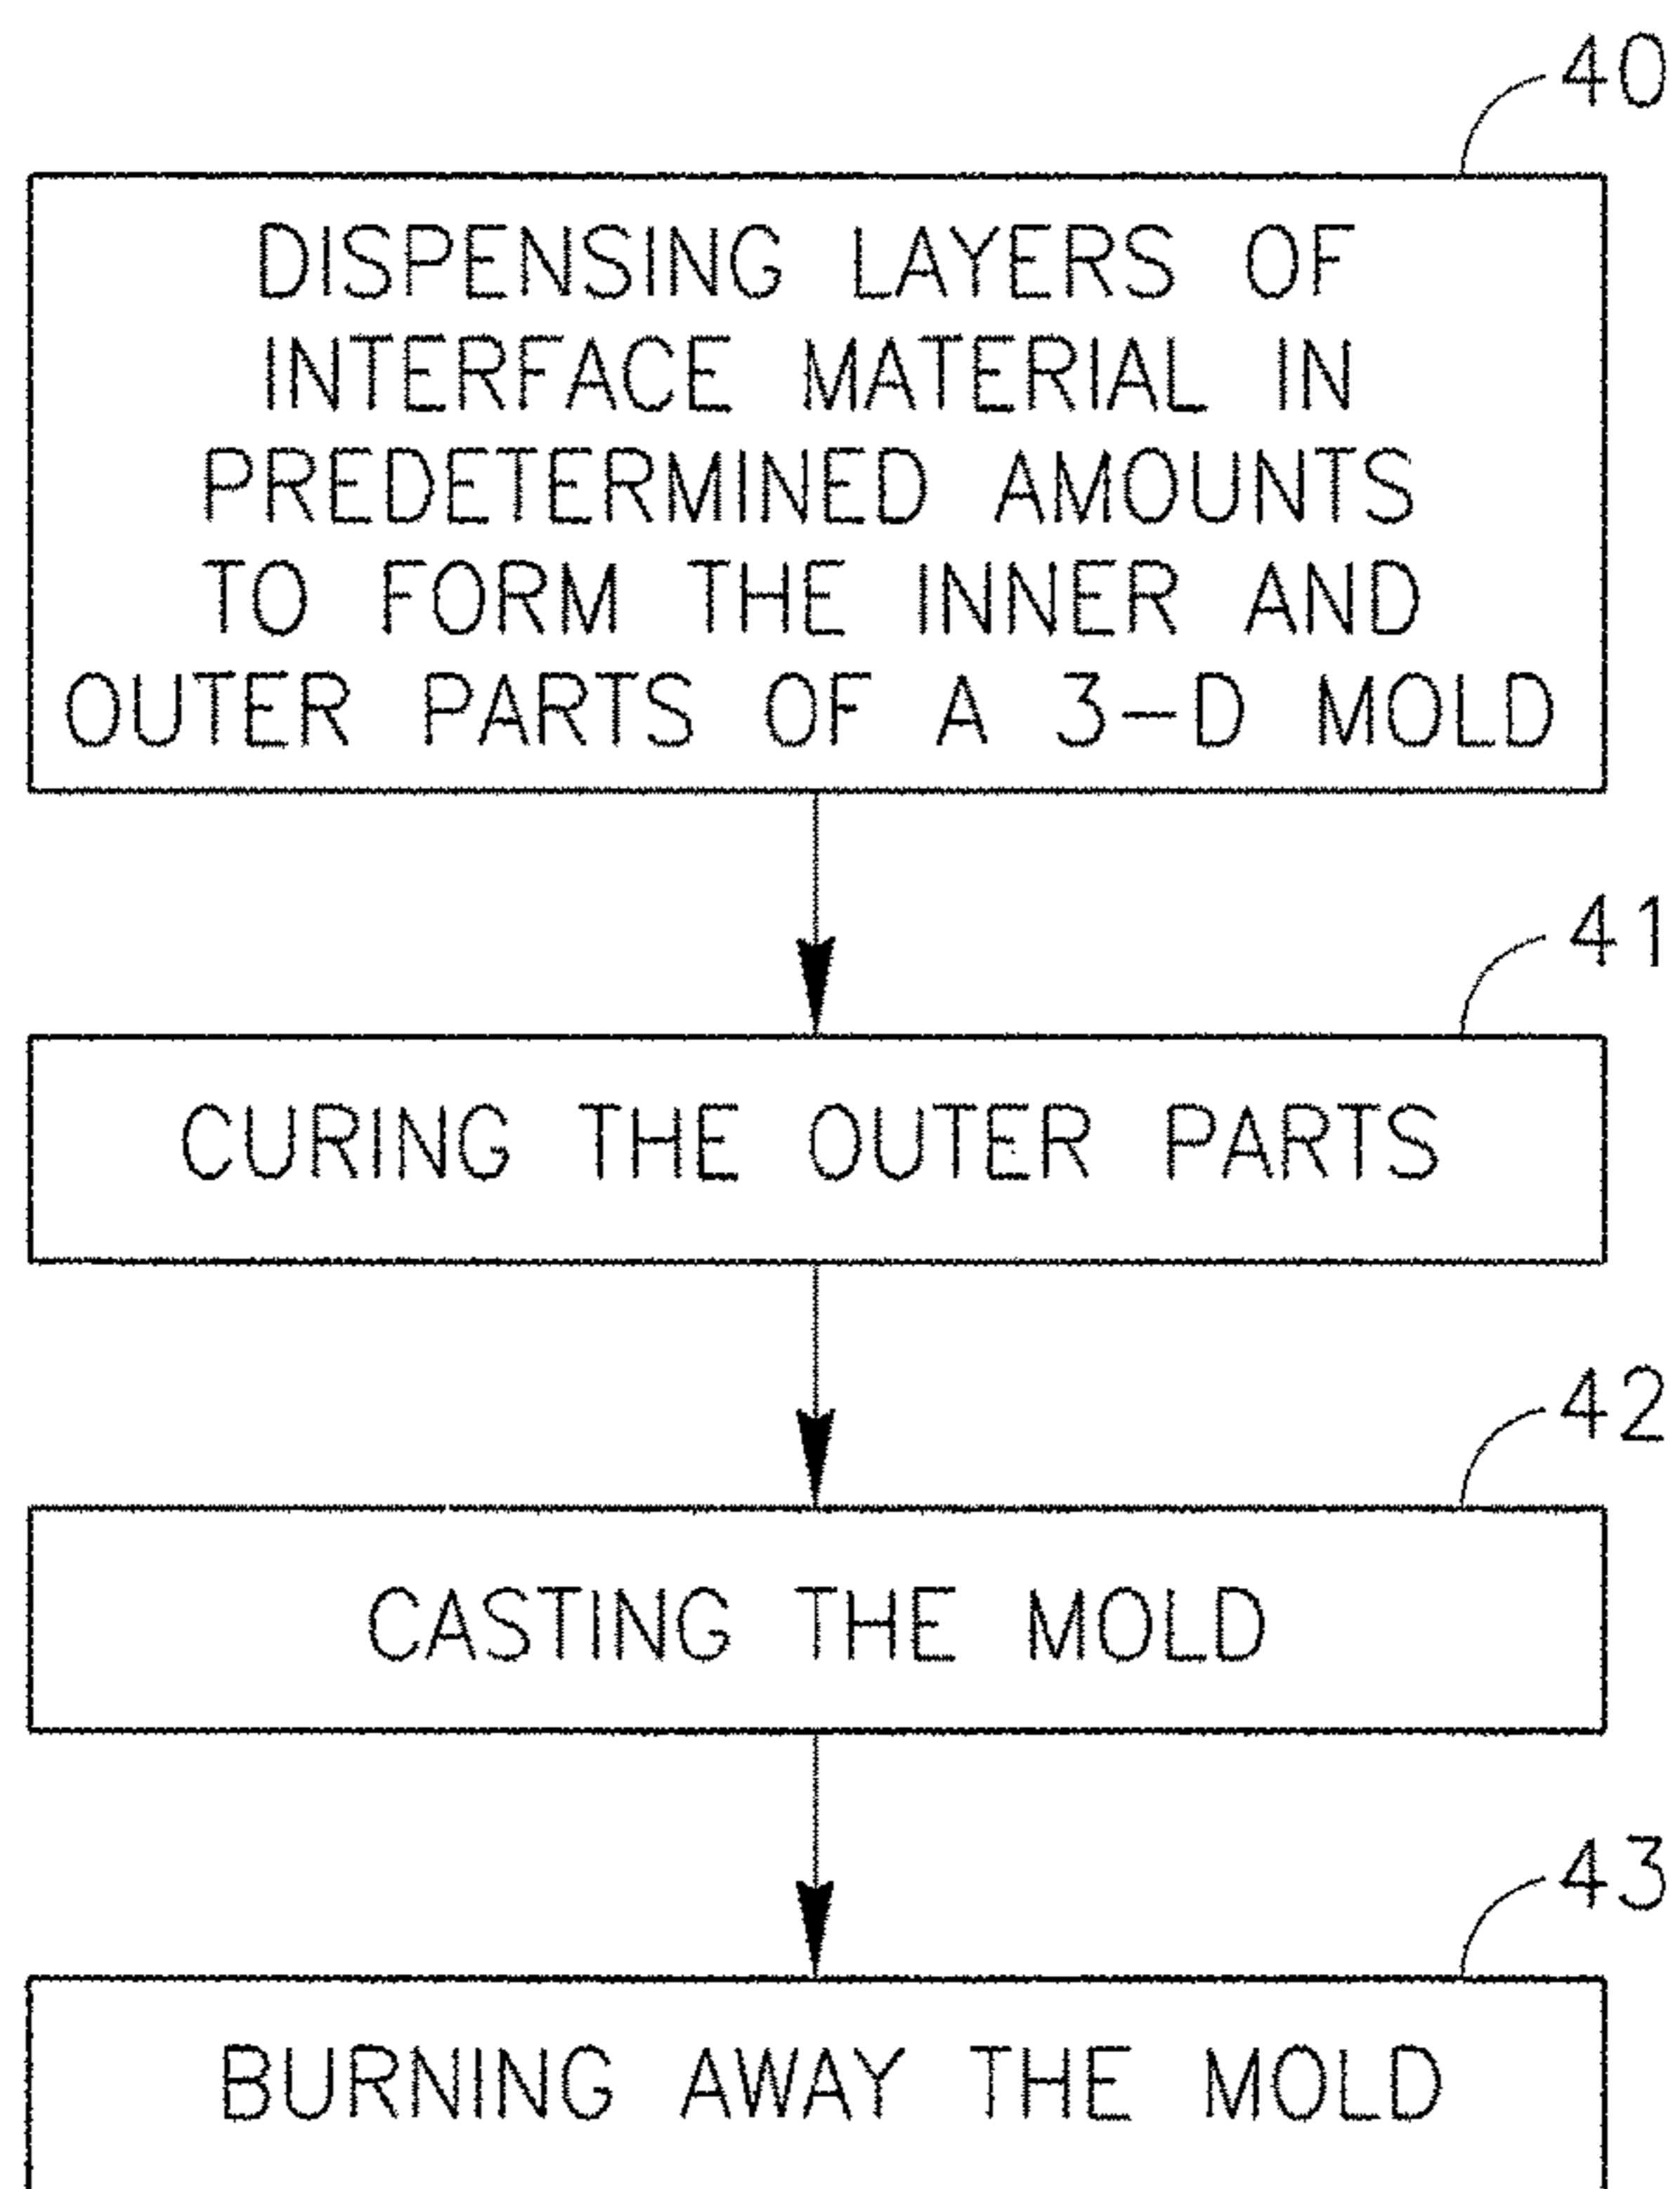 40
DISPENSING LAYERS OF
INTERFACE MATERIAL IN
PREDETERMINED AMOUNTS
TO FORM THE INNER AND
OUTER PARTS OF A 3-D MOLD
41
CURING THE OUTER PARTS
42
CASTING THE MOLD
43
BURNING AWAY THE MOLD